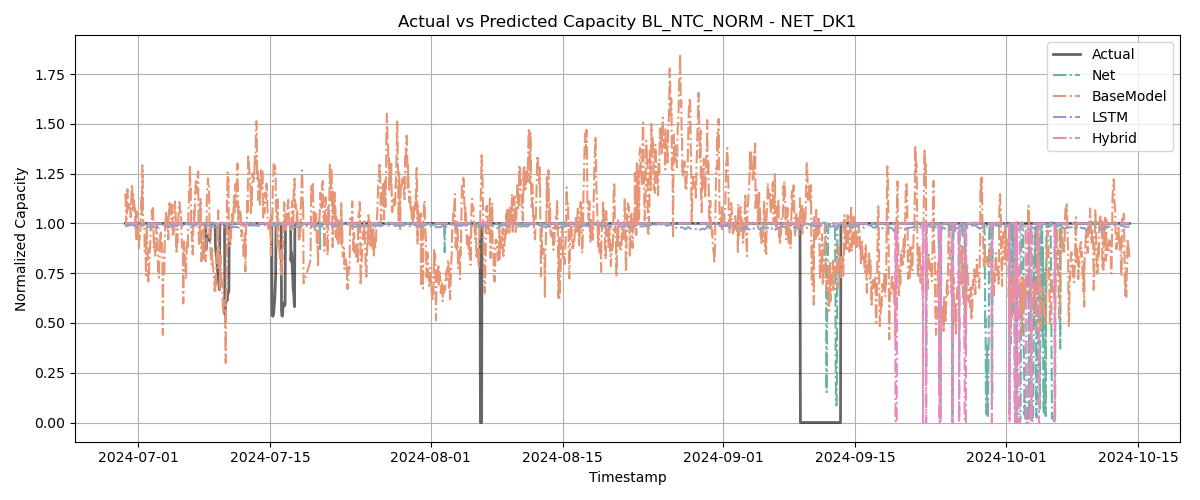 Actual vs Predicted Capacity BL_NTC_NORM - NET_DK1
Normalized Capacity
1.75
1.50
1.25
1.00
0.75
0.50
0.25
0.00
Actual
Net
BaseModel
LSTM
Hybrid
2024-07-01
2024-07-15
2024-08-01
2024-08-15
2024-09-01
2024-09-15
2024-10-01
2024-10-15
Timestamp